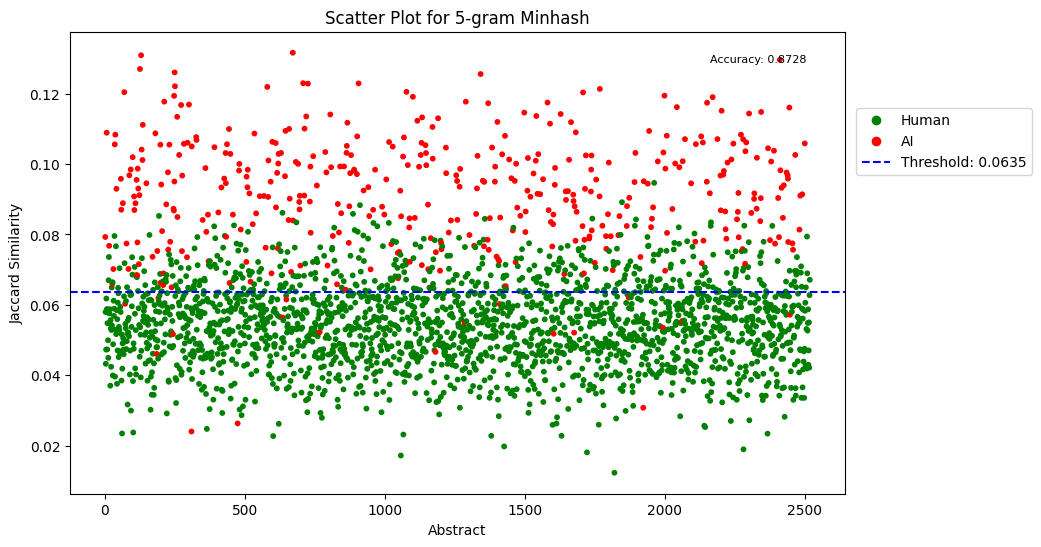 Scatter Plot for 5-gram Minhash
Accuracy: 0.8728
0.12
0.10
0.08
0.06
0.04
0.02
Jaccard Similarity
0
500
1000
1500
2000
2500
Abstract
Human
AI
Threshold: 0.0635